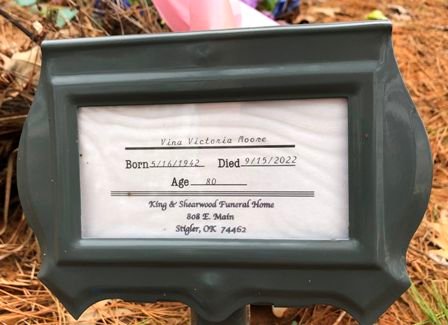 Vina Victoria Moore
Born 5/16/1942 Died 9/15/2022
Age 80
King & Shearwood Funeral Home
808 E. Main
Stigler, OK 74462